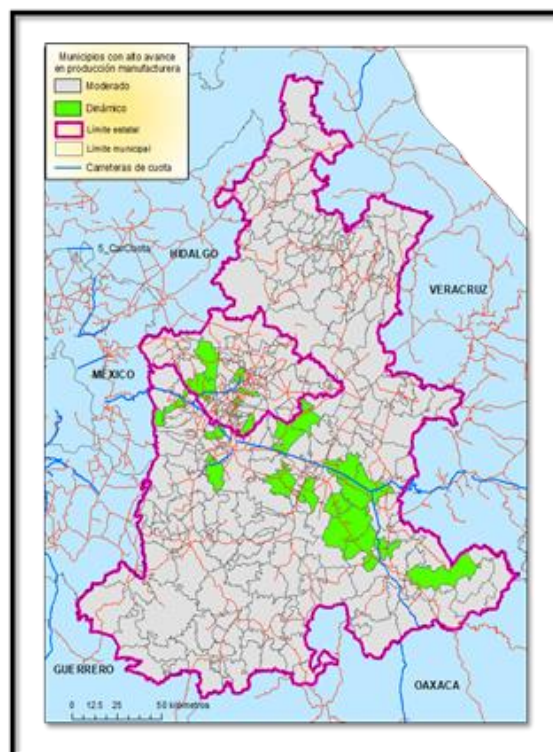 Municipios con alto avance
en producción manufacturera
Moderado
Dinámico
Límite estatal
Límite municipal
Carreteras de cuota
S_CarCuota
HIDALGO
VERACRUZ
MÉXICO
GUERRERO
OAXACA
0 12.5 25 50 kilómetros